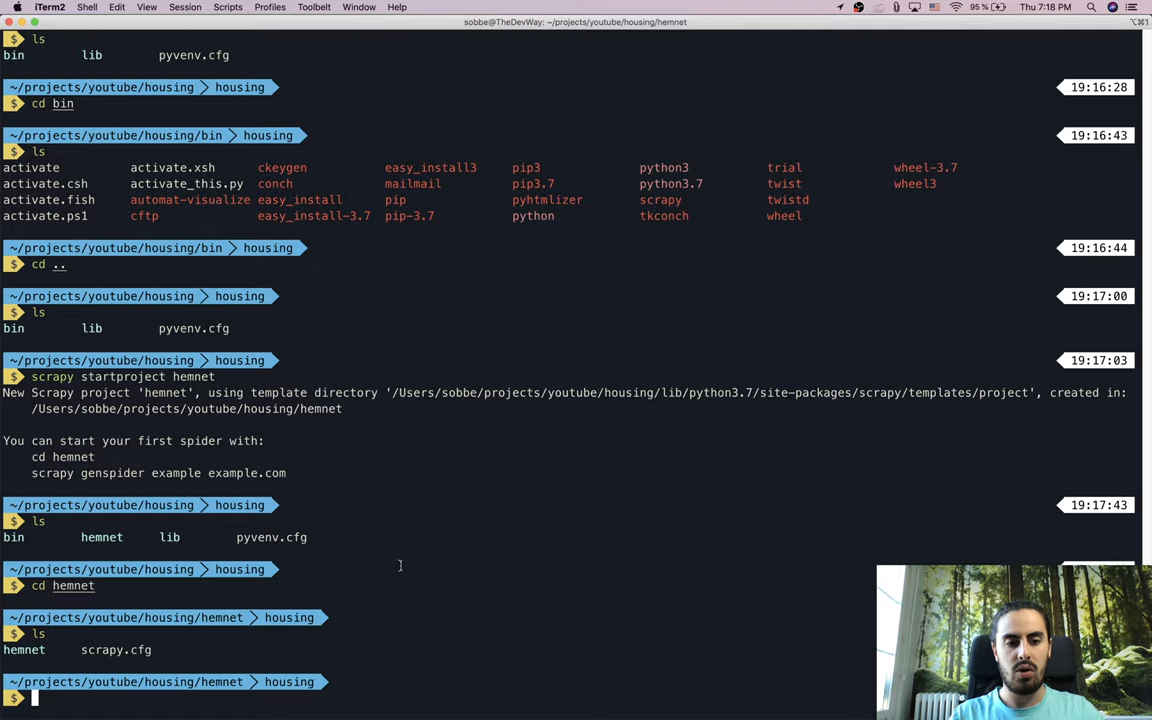 iTerm2 Shell Edit View Session Scripts Profiles Toolbelt Window Help 95 % Thu 7:18 PM
sobbe@TheDevWay: ~/projects/youtube/housing/hemnet ⌥⌘1
$ ls
bin lib pyvenv.cfg
~/projects/youtube/housing housing 19:16:28
$ cd bin
~/projects/youtube/housing/bin housing 19:16:43
$ ls
activate activate.xsh ckeygen easy_install3 pip3 python3 trial wheel-3.7
activate.csh activate_this.py conch mailmail pip3.7 python3.7 twist wheel3
activate.fish automat-visualize easy_install pip pyhtmlizer scrapy twistd
activate.ps1 cftp easy_install-3.7 pip-3.7 python tkconch wheel
~/projects/youtube/housing/bin housing 19:16:44
$ cd ..
~/projects/youtube/housing housing 19:17:00
$ ls
bin lib pyvenv.cfg
~/projects/youtube/housing housing 19:17:03
$ scrapy startproject hemnet
New Scrapy project 'hemnet', using template directory '/Users/sobbe/projects/youtube/housing/lib/python3.7/site-packages/scrapy/templates/project', created in:
/Users/sobbe/projects/youtube/housing/hemnet
You can start your first spider with:
cd hemnet
scrapy genspider example example.com
~/projects/youtube/housing housing 19:17:43
$ ls
bin hemnet lib pyvenv.cfg
~/projects/youtube/housing housing
$ cd hemnet
~/projects/youtube/housing/hemnet housing
$ ls
hemnet scrapy.cfg
~/projects/youtube/housing/hemnet housing
$